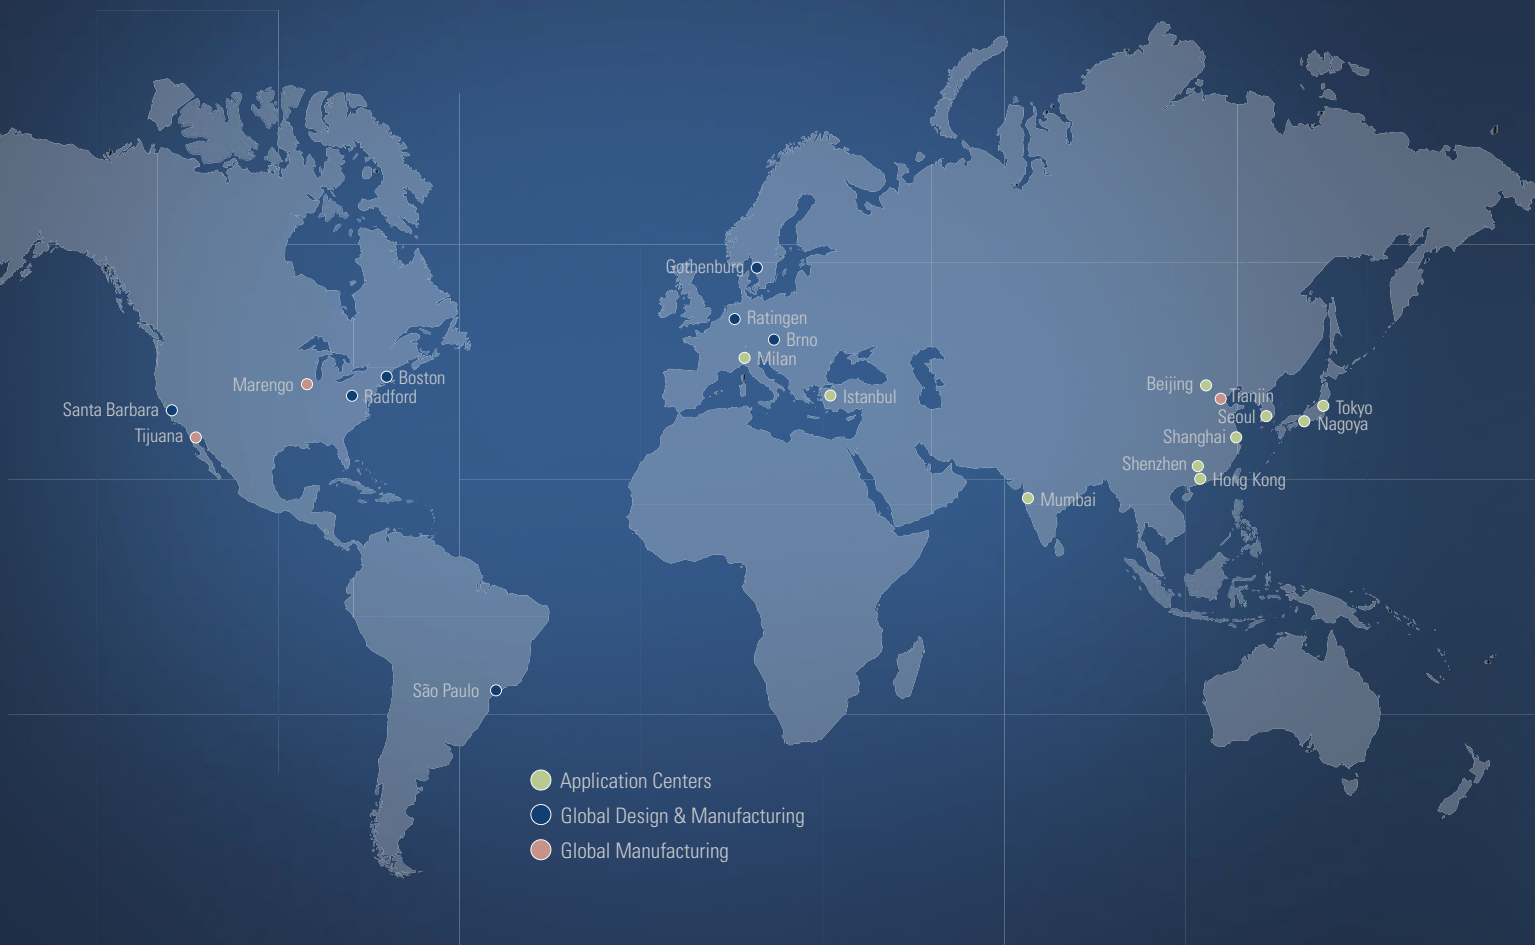 Gothenburg
Ratingen
Brno
Milan
Marengo
Boston
Radford
Istanbul
Santa Barbara
Tijuana
Beijing
Tianjin
Seoul
Tokyo
Nagoya
Shanghai
Shenzhen
Hong Kong
Mumbai
São Paulo
Application Centers
Global Design & Manufacturing
Global Manufacturing